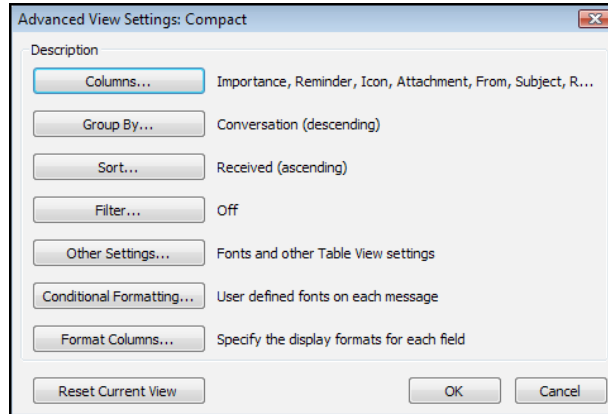 Advanced View Settings: Compact
Description
Columns... Importance, Reminder, Icon, Attachment, From, Subject, R...
Group By... Conversation (descending)
Sort... Received (ascending)
Filter... Off
Other Settings... Fonts and other Table View settings
Conditional Formatting... User defined fonts on each message
Format Columns... Specify the display formats for each field
Reset Current View OK Cancel